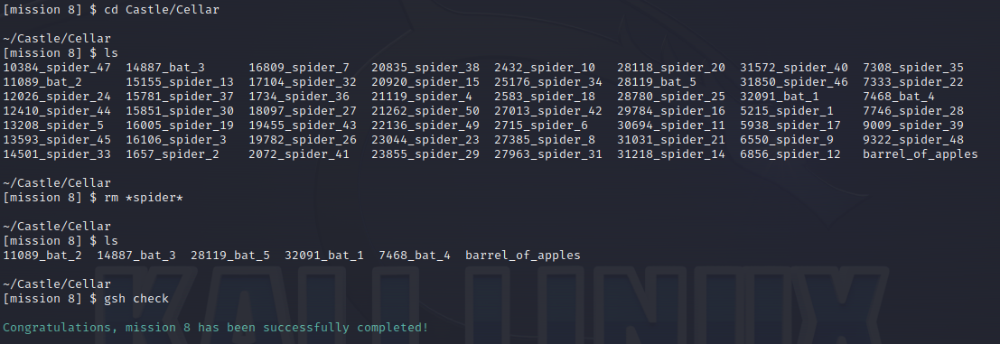 [mission 8] $ cd Castle/Cellar
~/Castle/Cellar
[mission 8] $ ls
10384_spider_47 14887_bat_3 16809_spider_7 20835_spider_38 2432_spider_10 28118_spider_20 31572_spider_40 7308_spider_35
11089_bat_2 15155_spider_13 17104_spider_32 20920_spider_15 25176_spider_34 28119_bat_5 31850_spider_46 7333_spider_22
12026_spider_24 15781_spider_37 1734_spider_36 21119_spider_4 2583_spider_18 28780_spider_25 32091_bat_1 7468_bat_4
12410_spider_44 15851_spider_30 18097_spider_27 21262_spider_50 27013_spider_42 29784_spider_16 5215_spider_1 7746_spider_28
13208_spider_5 16005_spider_19 19455_spider_43 22136_spider_49 2715_spider_6 30694_spider_11 5938_spider_17 9009_spider_39
13593_spider_45 16106_spider_3 19782_spider_26 23044_spider_23 27385_spider_8 31031_spider_21 6550_spider_9 9322_spider_48
14501_spider_33 1657_spider_2 2072_spider_41 23855_spider_29 27963_spider_31 31218_spider_14 6856_spider_12 barrel_of_apples
~/Castle/Cellar
[mission 8] $ rm *spider*
~/Castle/Cellar
[mission 8] $ ls
11089_bat_2 14887_bat_3 28119_bat_5 32091_bat_1 7468_bat_4 barrel_of_apples
~/Castle/Cellar
[mission 8] $ gsh check
Congratulations, mission 8 has been successfully completed!
KALI LINUX